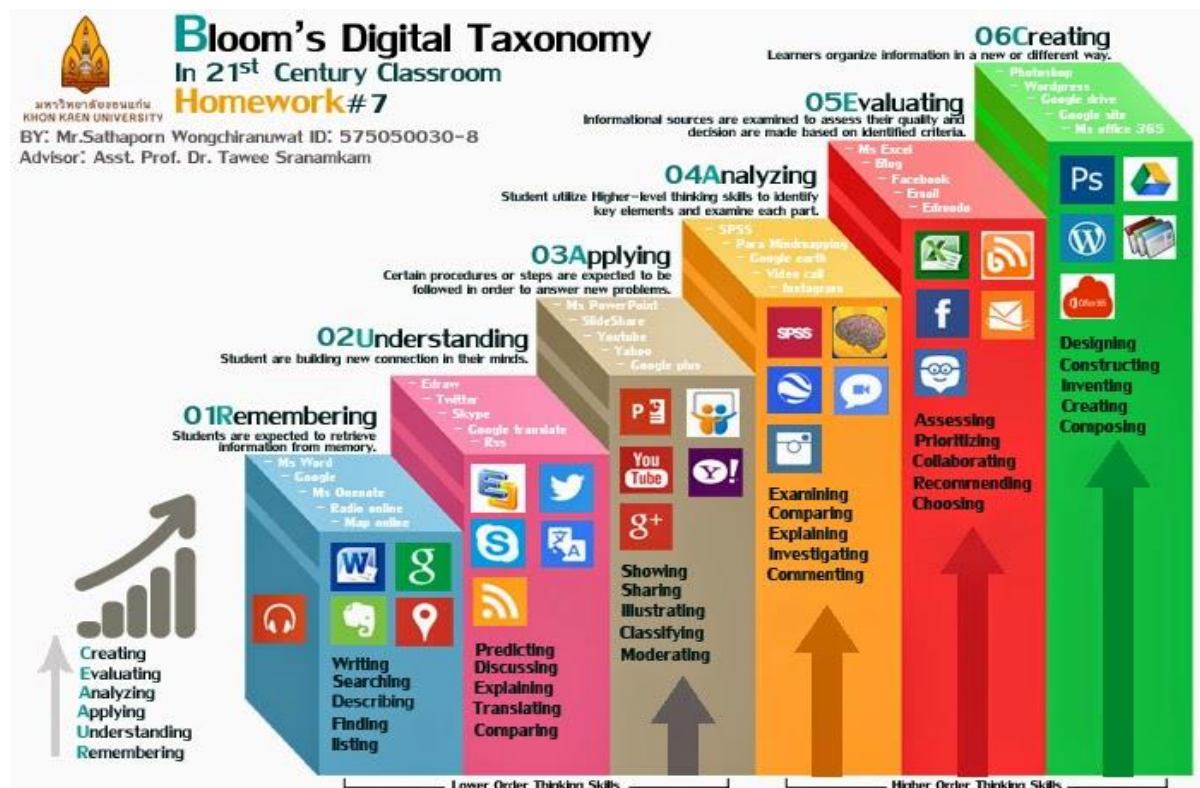 มหาวิทยาลัยขอนแก่น
KHON KAEN UNIVERSITY
Bloom's Digital Taxonomy
In 21st Century Classroom
Homework#7
BY: Mr.Sathaporn Wongchiranuwat ID: 575050030-8
Advisor: Asst. Prof. Dr. Tawee Sranamkam
06Creating
Learners organize information in a new or different way.
- Photoshop
- Wordpress
- Google drive
- Google site
- Ms office 365
Ps
Office 365
Designing
Constructing
Inventing
Creating
Composing
05Evaluating
Informational sources are examined to assess their quality and
decision are made based on identified criteria.
- Ms Excel
- Blog
- Facebook
- Email
- Edmodo
X
f
Assessing
Prioritizing
Collaborating
Recommending
Choosing
04Analyzing
Student utilize Higher-level thinking skills to identify
key elements and examine each part.
- SPSS
- Para Mindmapping
- Google earth
- Video call
- Instagram
SPSS
Examining
Comparing
Explaining
Investigating
Commenting
03Applying
Certain procedures or steps are expected to be
followed in order to answer new problems.
- Ms PowerPoint
- SlideShare
- Youtube
- Yahoo
- Google plus
P
You
Tube
Y!
g+
Showing
Sharing
Illustrating
Classifying
Moderating
02Understanding
Student are building new connection in their minds.
- Edraw
- Twitter
- Skype
- Google translate
- Rss
S
A
Predicting
Discussing
Explaining
Translating
Comparing
01Remembering
Students are expected to retrieve
information from memory.
- Ms Word
- Google
- Ms Onenote
- Radio online
- Map online
W
g
Writing
Searching
Describing
Finding
listing
Creating
Evaluating
Analyzing
Applying
Understanding
Remembering
Lower Order Thinking Skills
Higher Order Thinking Skills